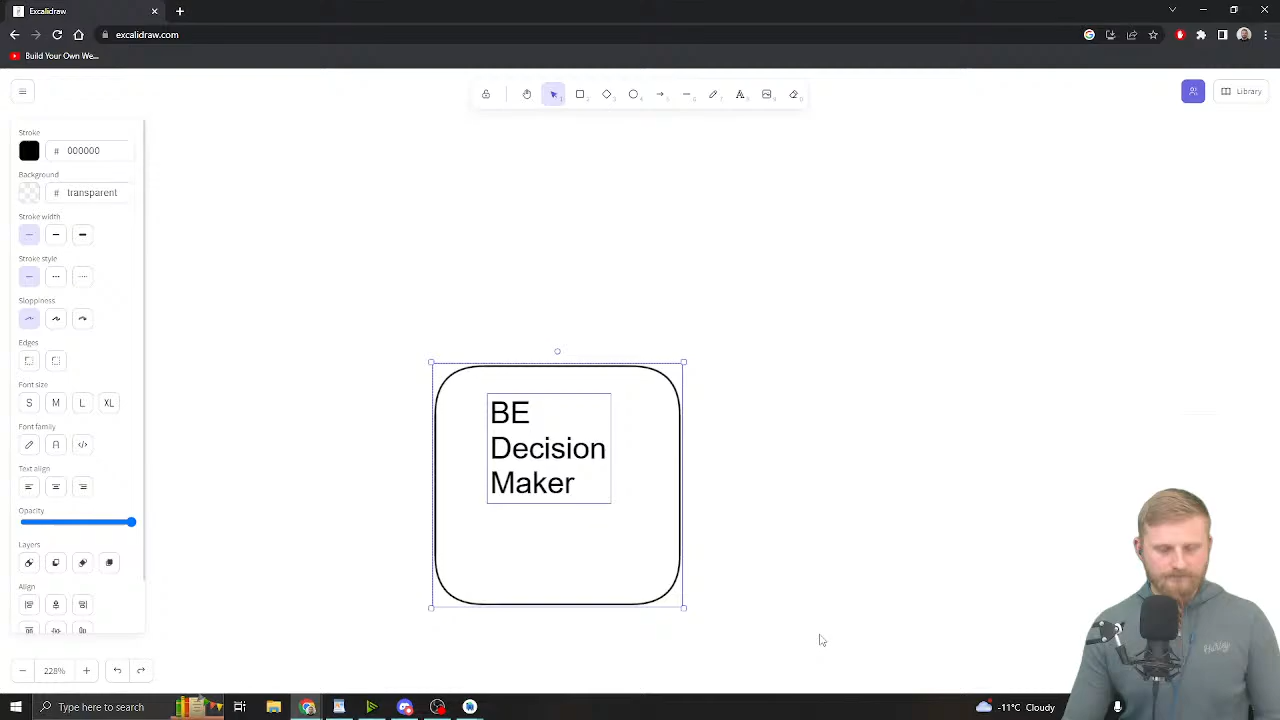 Excalidraw
excalidraw.com
Build Your Own We...
Library
Stroke
# 000000
Background
# transparent
Stroke width
Stroke style
Sloppiness
Edges
Font size
S M L XL
Font family
Text align
Opacity
Layers
Align
BE
Decision
Maker
228%
Type here to search
-11°C Cloudy